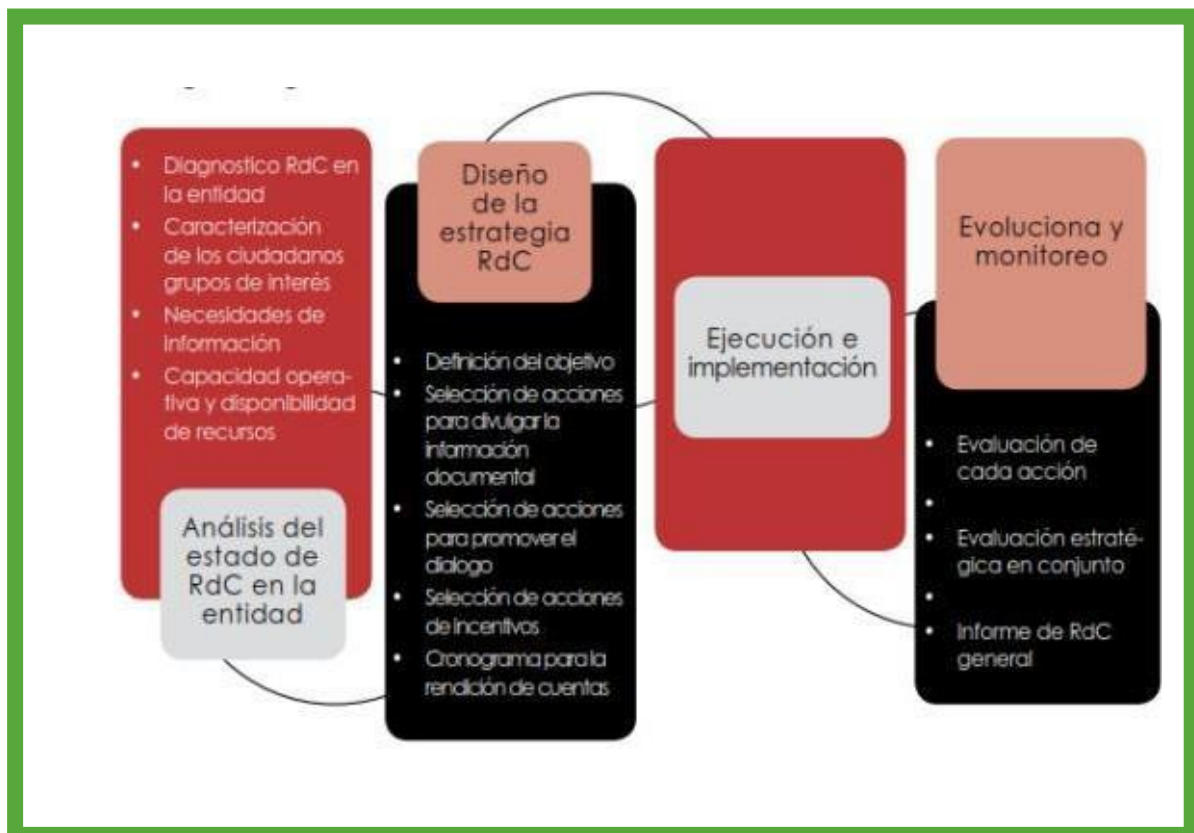 • Diagnostico RdC en
la entidad
• Caracterización
de los ciudadanos
grupos de interés
• Necesidades de
información
• Capacidad opera-
tiva y disponibilidad
de recursos
Análisis del
estado de
RdC en la
entidad
Diseño
de la
estrategia
RdC
• Definición del objetivo
• Selección de acciones
para divulgar la
información
documental
• Selección de acciones
para promover el
dialogo
• Selección de acciones
de incentivos
• Cronograma para la
rendición de cuentas
Ejecución e
implementación
Evoluciona y
monitoreo
• Evaluación de
cada acción
•
• Evaluación estraté-
gica en conjunto
•
• Informe de RdC
general